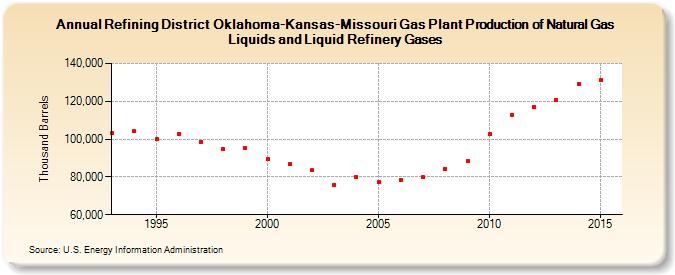 Annual Refining District Oklahoma-Kansas-Missouri Gas Plant Production of Natural Gas
Liquids and Liquid Refinery Gases
Thousand Barrels
140,000
120,000
100,000
80,000
60,000
1995
2000
2005
2010
2015
Source: U.S. Energy Information Administration